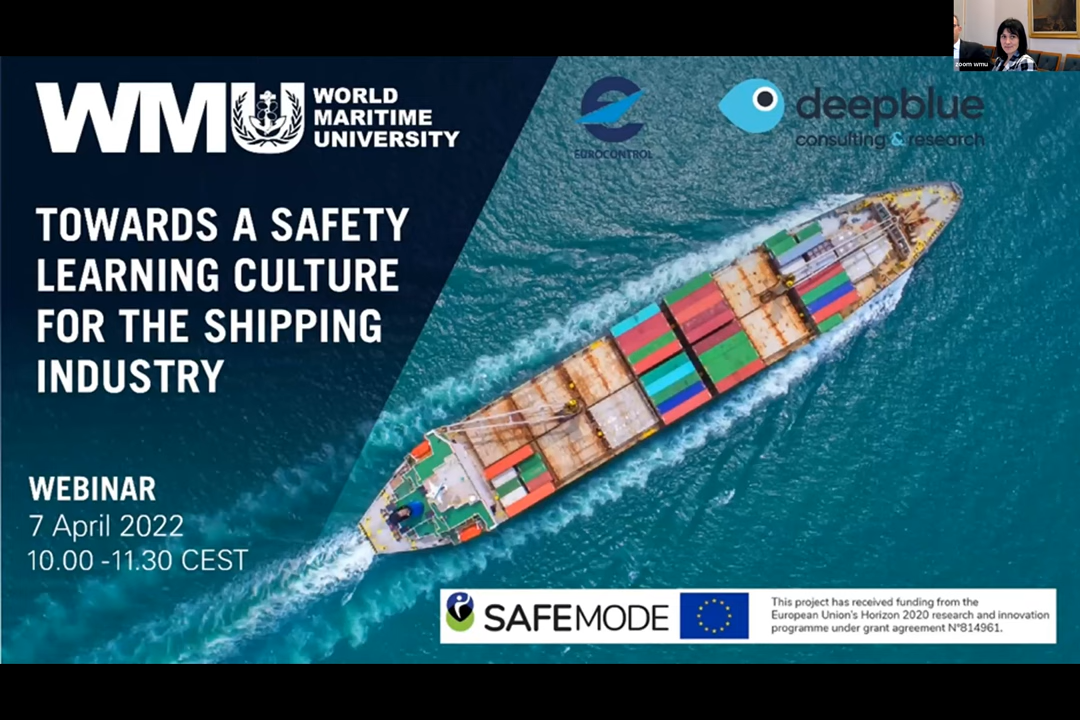 zoom wmu
WMU WORLD
MARITIME
UNIVERSITY
EUROCONTROL
deepblue
consulting & research
TOWARDS A SAFETY
LEARNING CULTURE
FOR THE SHIPPING
INDUSTRY
WEBINAR
7 April 2022
10.00 -11.30 CEST
SAFEMODE
This project has received funding from the
European Union's Horizon 2020 research and innovation
programme under grant agreement N°814961.